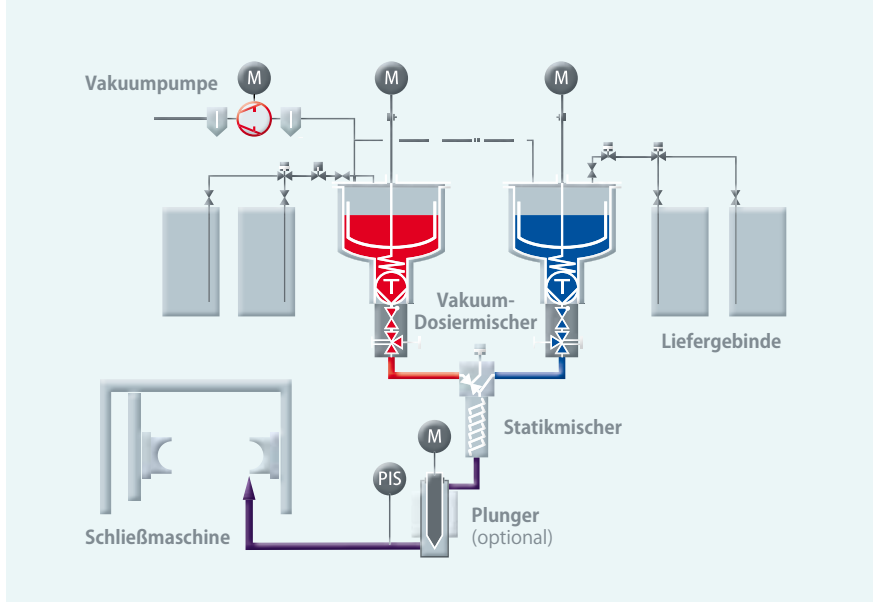 Vakuumpumpe
M
M
M
T
T
Vakuum-
Dosiermischer
Liefergebinde
Statikmischer
M
PIS
Plunger
(optional)
Schließmaschine